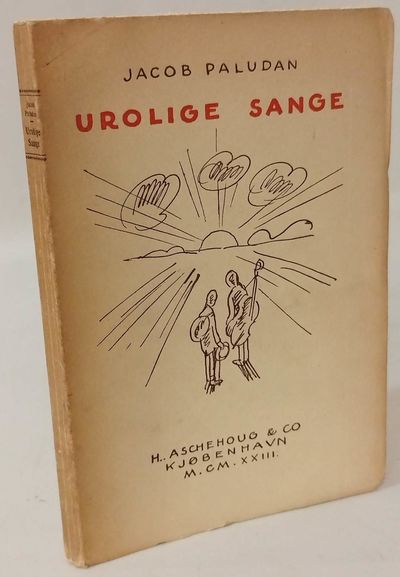 JACOB PALUDAN
UROLIGE SANGE
H. ASCHEHOUG & CO
KJØBENHAVN
M.CM.XXIII.
Jacob
Paludan
Urolige
Sange